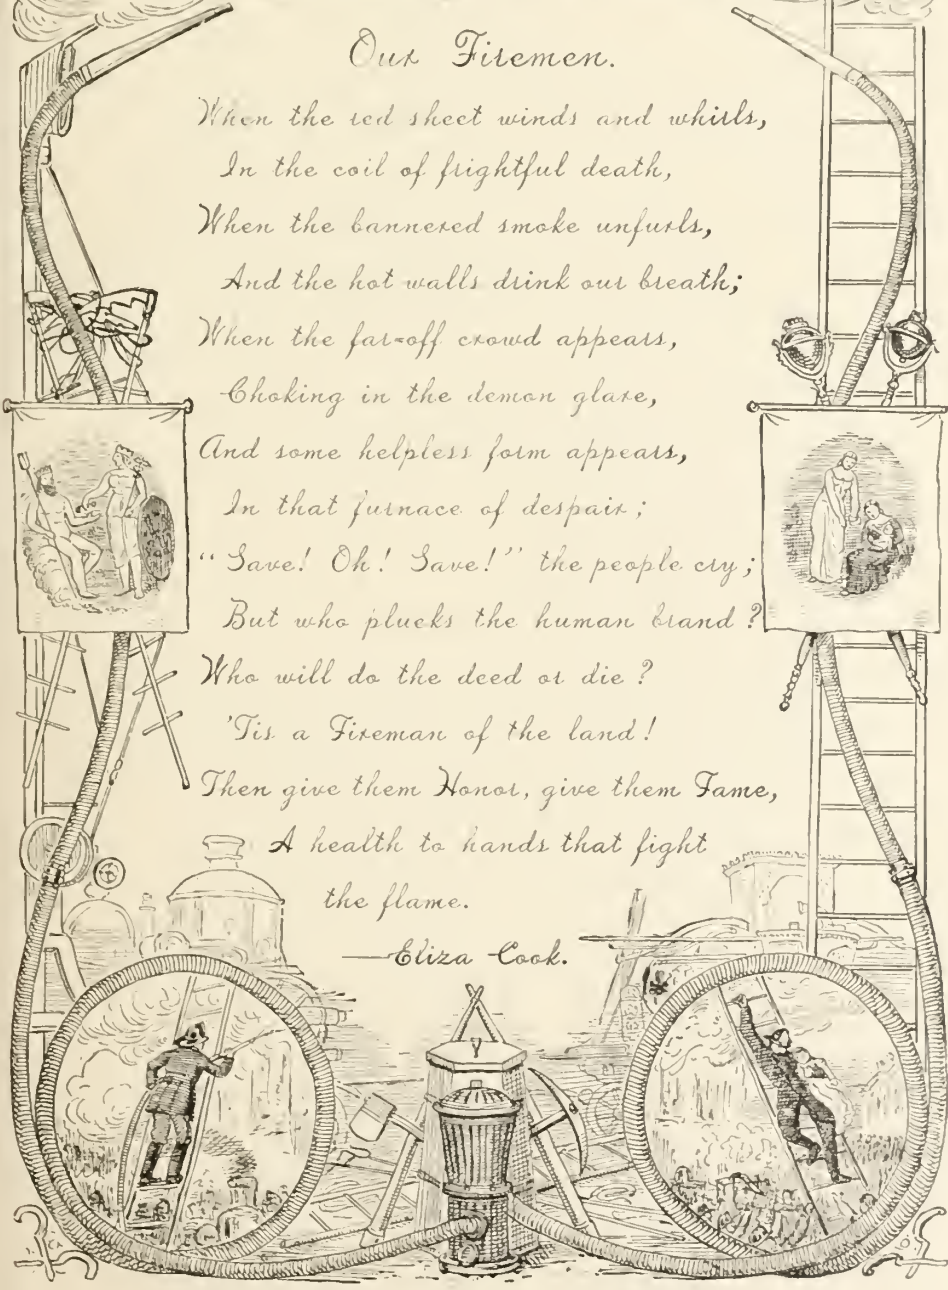 Our Firemen.
When the red sheet winds and whirls,
In the coil of frightful death,
When the bannered smoke unfurls,
And the hot walls drink our breath;
When the far=off crowd appears,
Choking in the demon glare,
And some helpless form appears,
In that furnace of despair;
“Save! Oh! Save!” the people cry;
But who plucks the human brand?
Who will do the deed or die?
'Tis a Fireman of the land!
Then give them Honor, give them Fame,
A health to hands that fight
the flame.
—Eliza Cook.